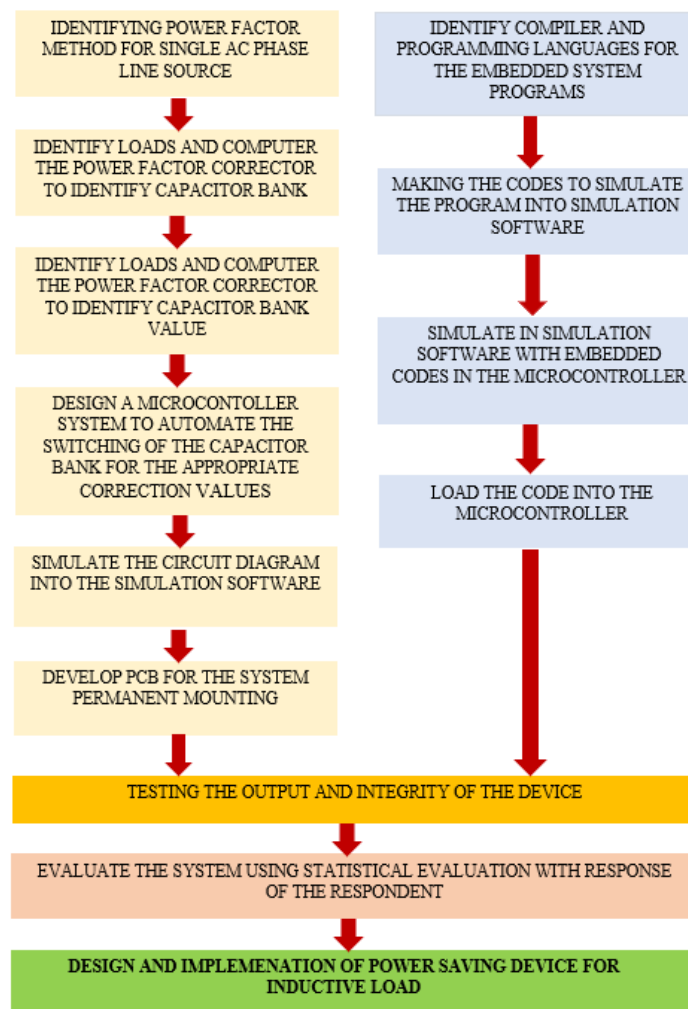 IDENTIFYING POWER FACTOR
METHOD FOR SINGLE AC PHASE
LINE SOURCE
IDENTIFY LOADS AND COMPUTER
THE POWER FACTOR CORRECTOR
TO IDENTIFY CAPACITOR BANK
IDENTIFY LOADS AND COMPUTER
THE POWER FACTOR CORRECTOR
TO IDENTIFY CAPACITOR BANK
VALUE
DESIGN A MICROCONTOLLER
SYSTEM TO AUTOMATE THE
SWITCHING OF THE CAPACITOR
BANK FOR THE APPROPRIATE
CORRECTION VALUES
SIMULATE THE CIRCUIT DIAGRAM
INTO THE SIMULATION SOFTWARE
DEVELOP PCB FOR THE SYSTEM
PERMANENT MOUNTING
IDENTIFY COMPILER AND
PROGRAMMING LANGUAGES FOR
THE EMBEDDED SYSTEM
PROGRAMS
MAKING THE CODES TO SIMULATE
THE PROGRAM INTO SIMULATION
SOFTWARE
SIMULATE IN SIMULATION
SOFTWARE WITH EMBEDDED
CODES IN THE MICROCONTROLLER
LOAD THE CODE INTO THE
MICROCONTROLLER
TESTING THE OUTPUT AND INTEGRITY OF THE DEVICE
EVALUATE THE SYSTEM USING STATISTICAL EVALUATION WITH RESPONSE
OF THE RESPONDENT
DESIGN AND IMPLEMENATION OF POWER SAVING DEVICE FOR
INDUCTIVE LOAD